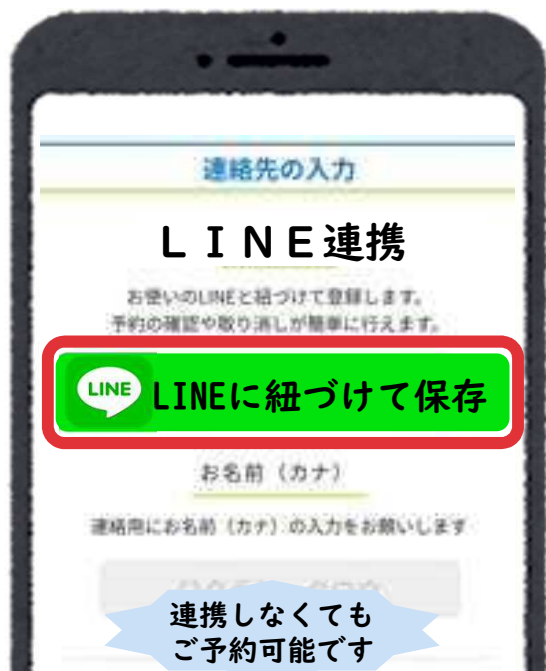 連絡先の入力
ＬＩＮＥ連携
お使いのLINEと紐づけて登録します。
予約の確認や取り消しが簡単に行えます。
LINE
LINEに紐づけて保存
お名前（カナ）
連絡用にお名前（カナ）の入力をお願いします
連携しなくても
ご予約可能です